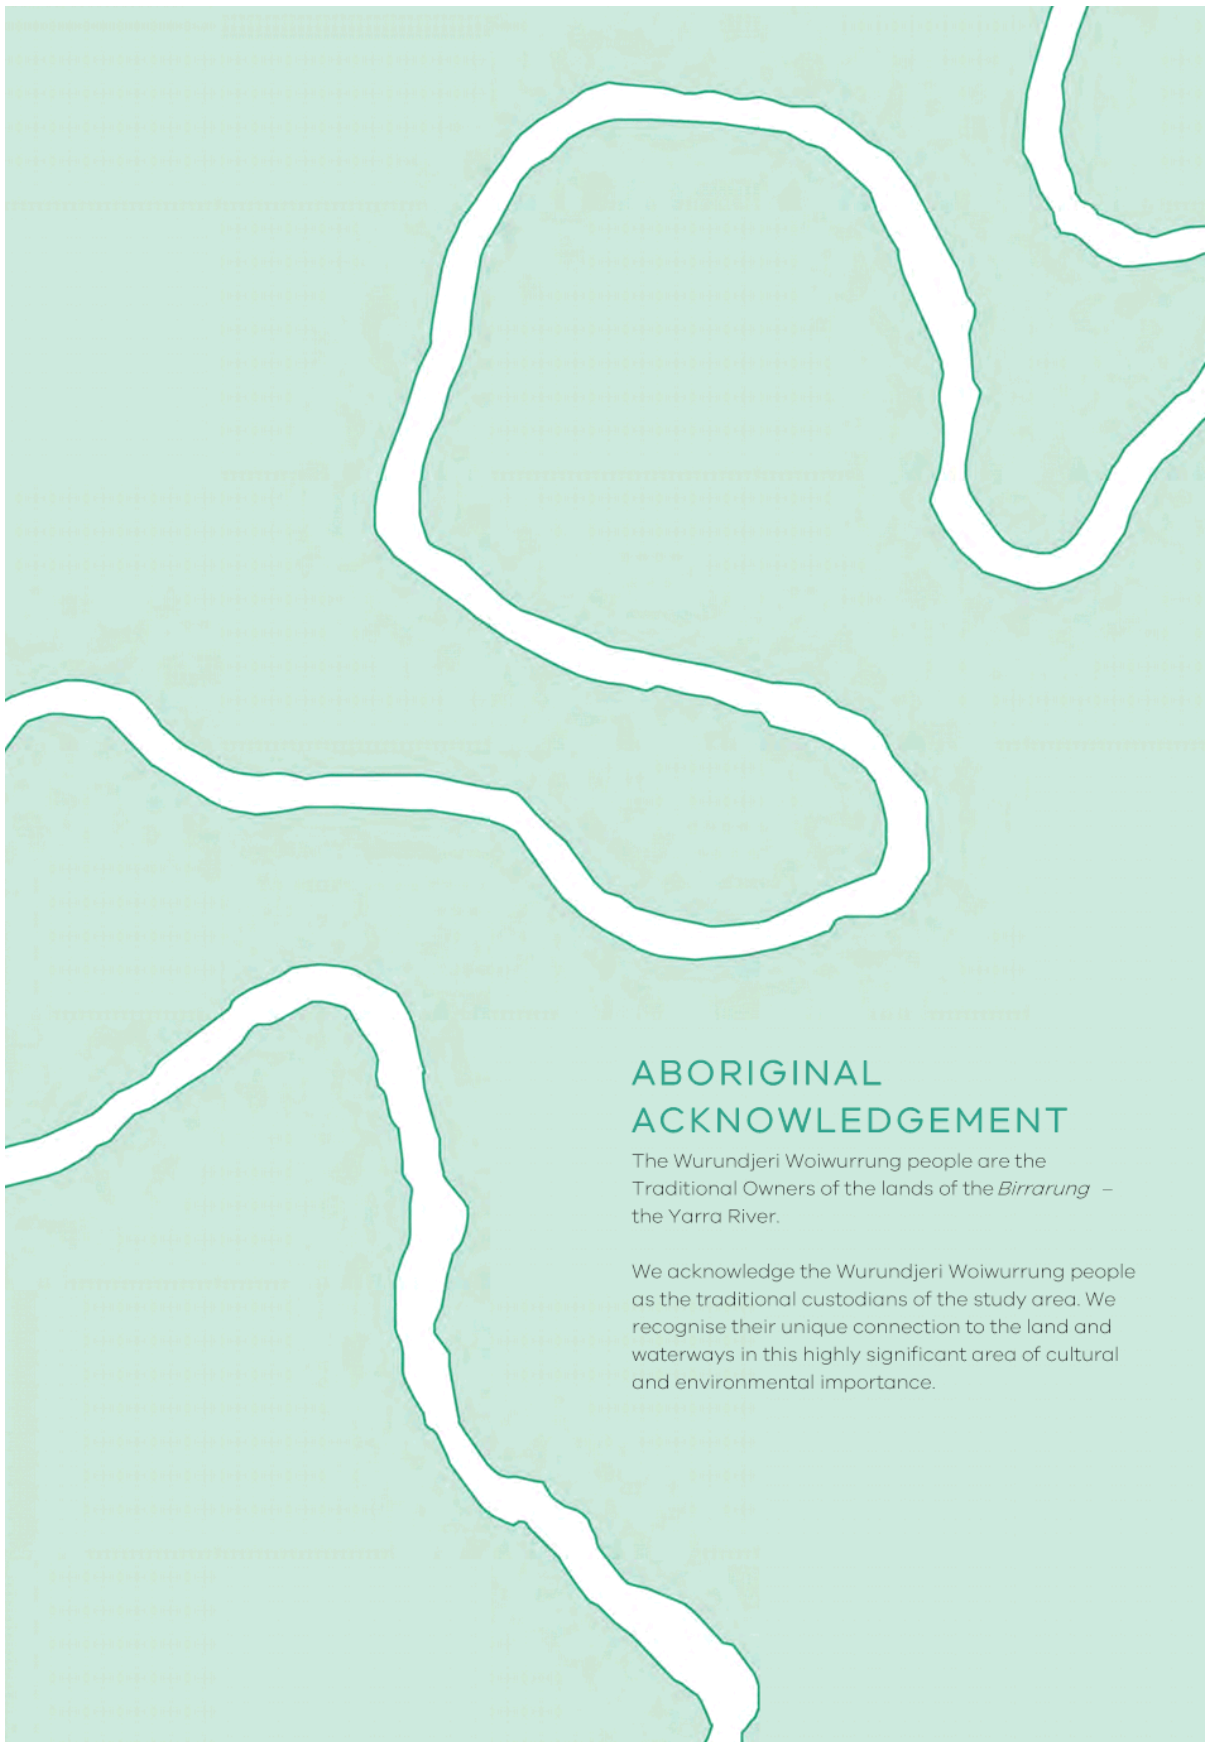 ABORIGINAL
ACKNOWLEDGEMENT
The Wurundjeri Woiwurrung people are the
Traditional Owners of the lands of the Birrarung –
the Yarra River.
We acknowledge the Wurundjeri Woiwurrung people
as the traditional custodians of the study area. We
recognise their unique connection to the land and
waterways in this highly significant area of cultural
and environmental importance.